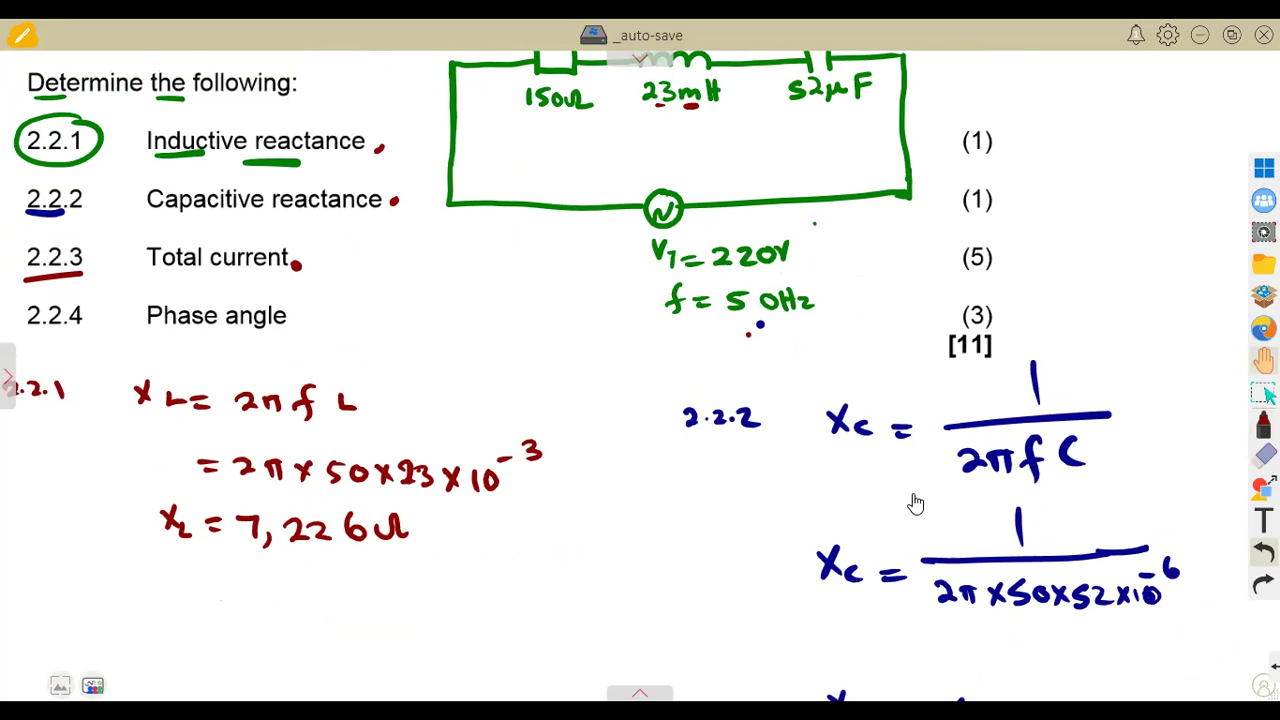 _auto-save
Determine the following:
150Ω 23mH 52μF
2.2.1 Inductive reactance (1)
2.2.2 Capacitive reactance (1)
2.2.3 Total current (5)
V_T = 220V
f = 50Hz
2.2.4 Phase angle (3)
[11]
2.2.1 X_L = 2πfL
= 2π×50×23×10^-3
X_L = 7,226Ω
2.2.2 X_C = 1/(2πfC)
X_C = 1/(2π×50×52×10^-6)
T